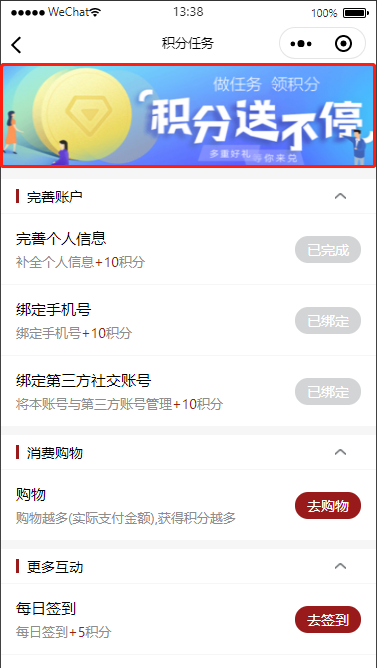 ●●●●● WeChat
13:38
100%
积分任务
做任务 领积分
积分送不停
多重好礼
等你来兑
完善账户
完善个人信息
补全个人信息+10积分
已完成
绑定手机号
绑定手机号+10积分
已绑定
绑定第三方社交账号
将本账号与第三方账号管理+10积分
已绑定
消费购物
购物
购物越多(实际支付金额),获得积分越多
去购物
更多互动
每日签到
每日签到+5积分
去签到